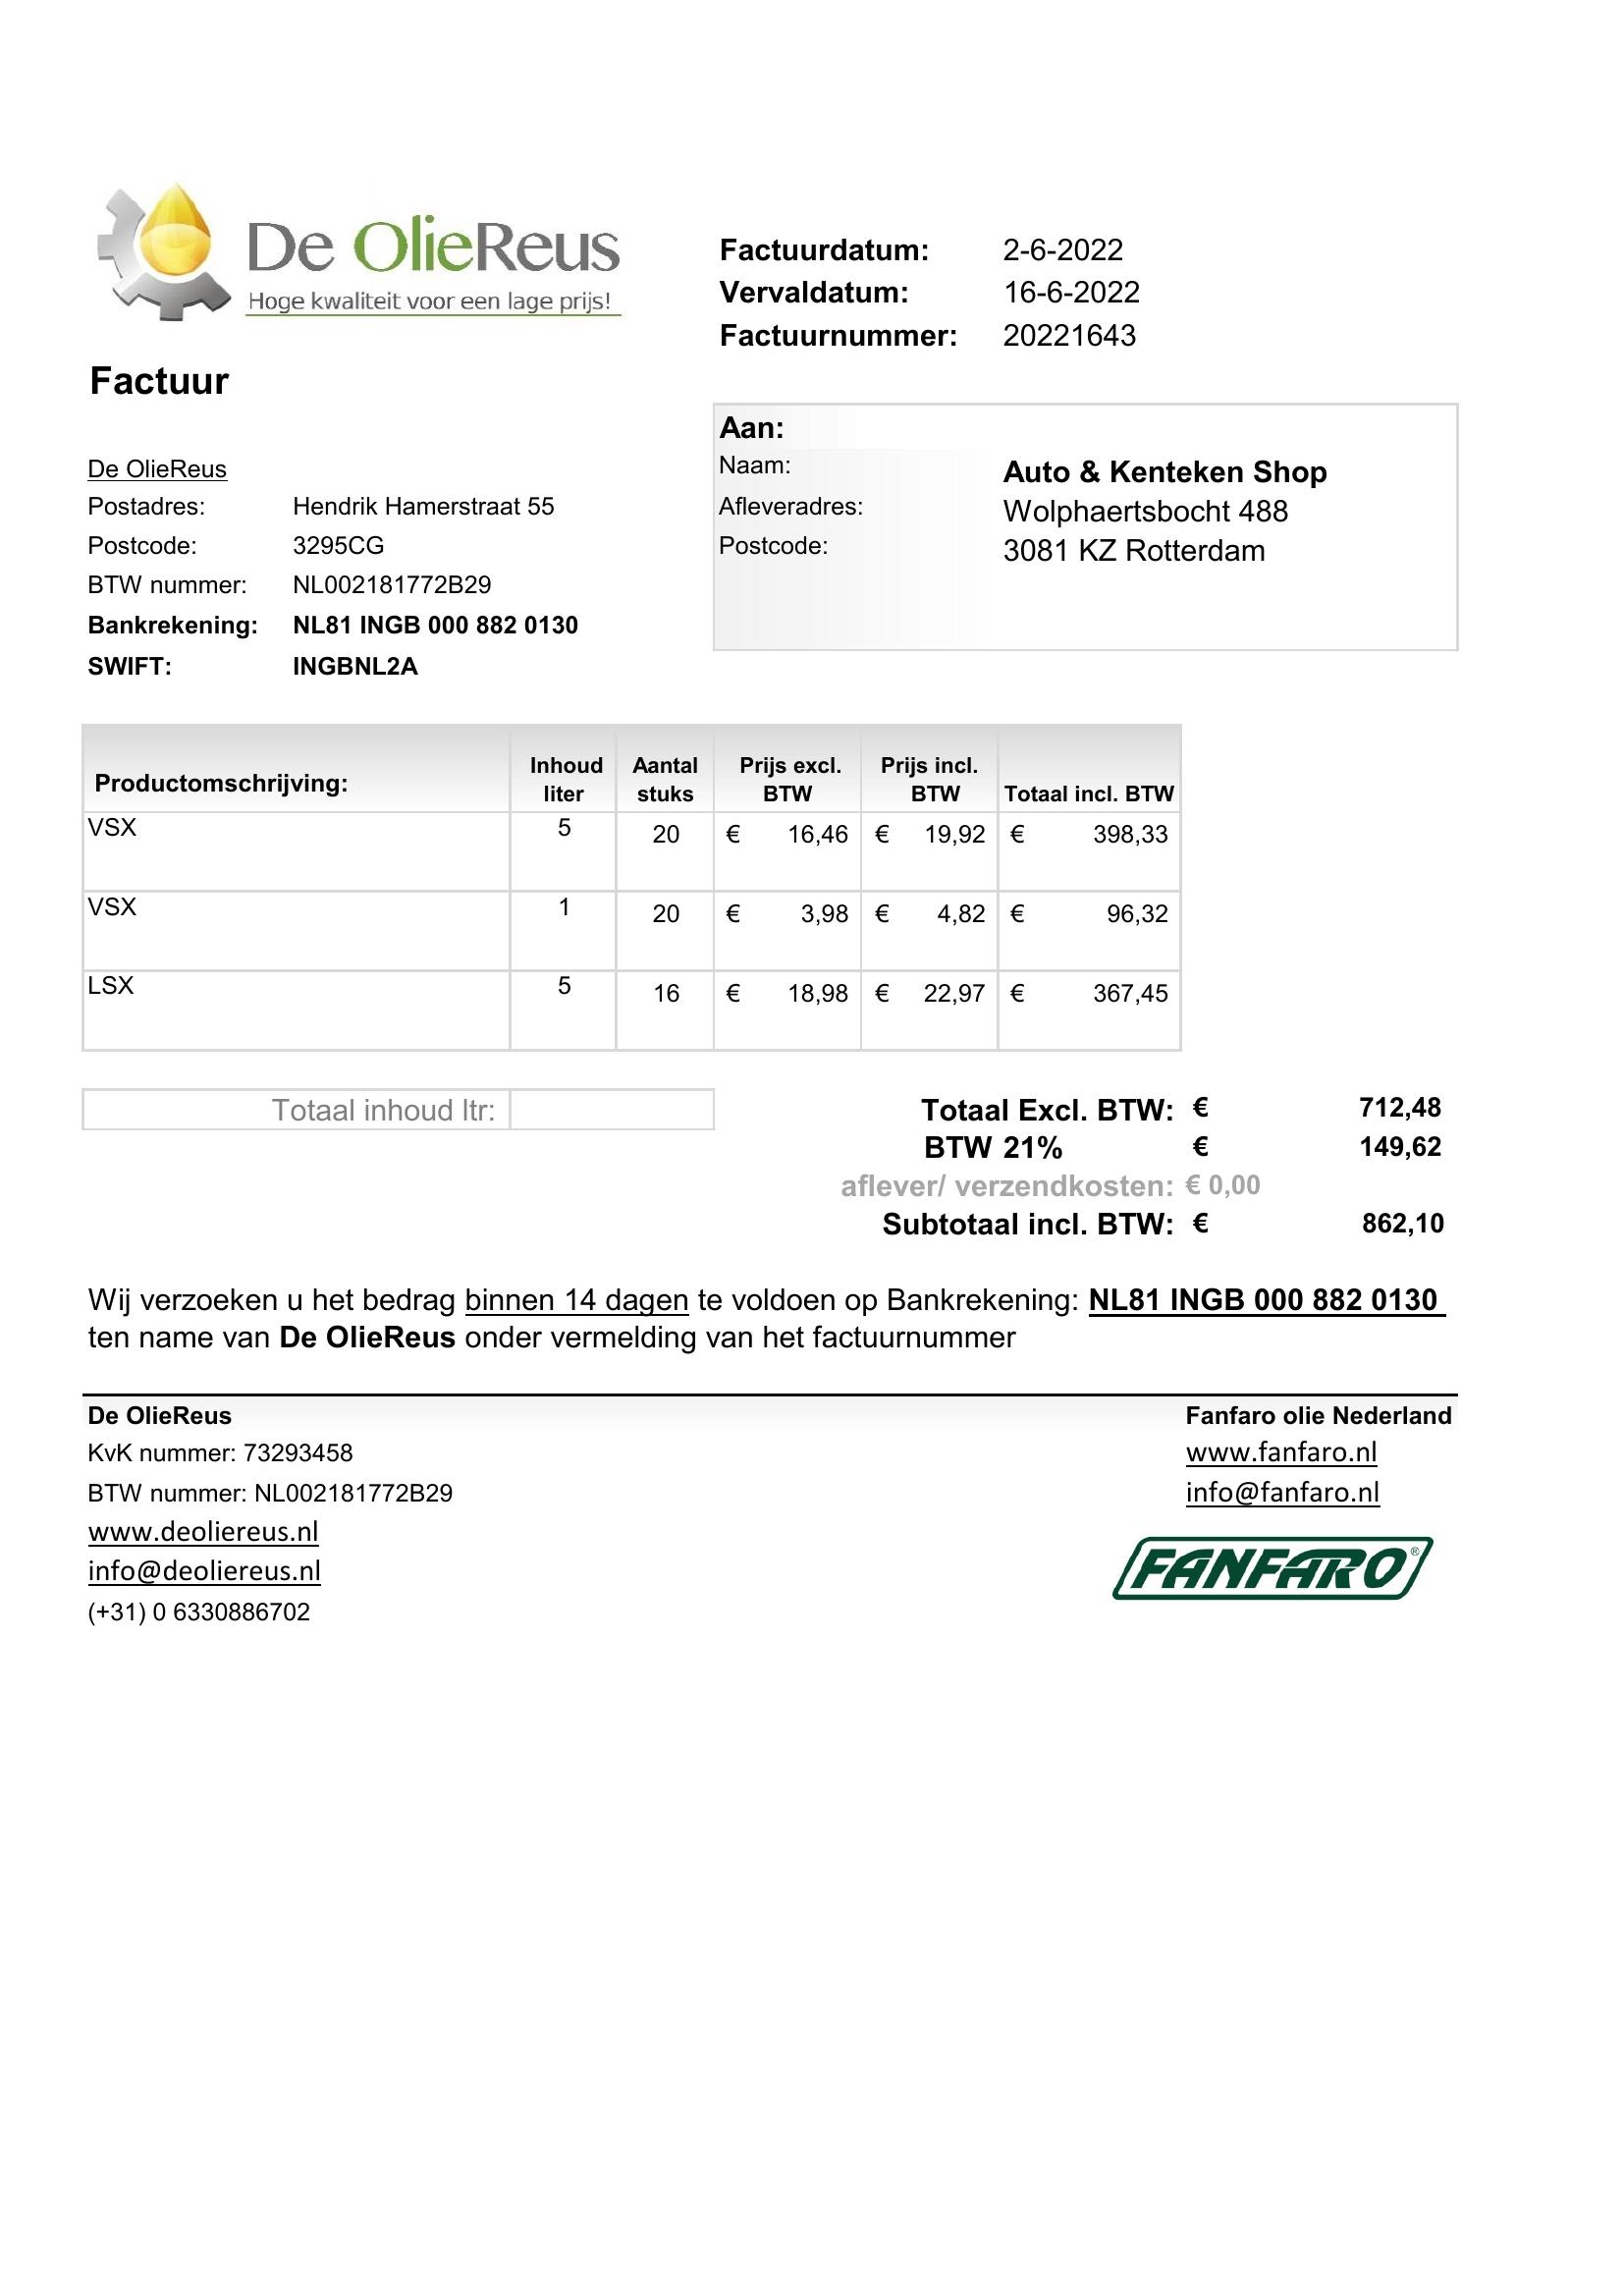 De OlieReus
Hoge kwaliteit voor een lage prijs!
Factuurdatum: 2-6-2022
Vervaldatum: 16-6-2022
Factuurnummer: 20221643
Factuur
Aan:
Naam: Auto & Kenteken Shop
Afleveradres: Wolphaertsbocht 488
Postcode: 3081 KZ Rotterdam
De OlieReus
Postadres: Hendrik Hamerstraat 55
Postcode: 3295CG
BTW nummer: NL002181772B29
Bankrekening: NL81 INGB 000 882 0130
SWIFT: INGBNL2A
Productomschrijving: Inhoud liter Aantal stuks Prijs excl. BTW Prijs incl. BTW Totaal incl. BTW
VSX 5 20 € 16,46 € 19,92 € 398,33
VSX 1 20 € 3,98 € 4,82 € 96,32
LSX 5 16 € 18,98 € 22,97 € 367,45
Totaal inhoud ltr:
Totaal Excl. BTW: € 712,48
BTW 21% € 149,62
aflever/ verzendkosten: € 0,00
Subtotaal incl. BTW: € 862,10
Wij verzoeken u het bedrag binnen 14 dagen te voldoen op Bankrekening: NL81 INGB 000 882 0130
ten name van De OlieReus onder vermelding van het factuurnummer
De OlieReus
KvK nummer: 73293458
BTW nummer: NL002181772B29
www.deoliereus.nl
info@deoliereus.nl
(+31) 0 6330886702
Fanfaro olie Nederland
www.fanfaro.nl
info@fanfaro.nl
FANFARO®